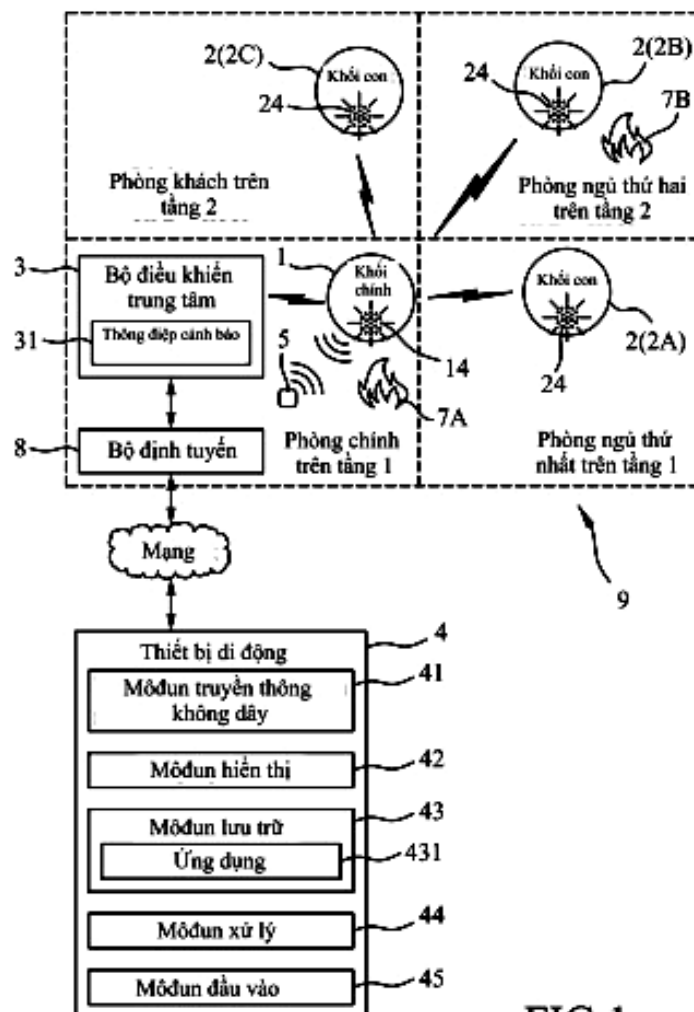 2(2C)
Khối con
24
Phòng khách trên
tầng 2
2(2B)
Khối con
24
7B
Phòng ngủ thứ hai
trên tầng 2
3
Bộ điều khiển
trung tâm
31
Thông điệp cảnh báo
1
Khối
chính
5
14
7A
Khối con
2(2A)
24
8
Bộ định tuyến
Phòng chính
trên tầng 1
Phòng ngủ thứ
nhất trên tầng 1
Mạng
9
Thiết bị di động
4
Môđun truyền thông
không dây
41
Môđun hiển thị
42
Môđun lưu trữ
43
Ứng dụng
431
Môđun xử lý
44
Môđun đầu vào
45